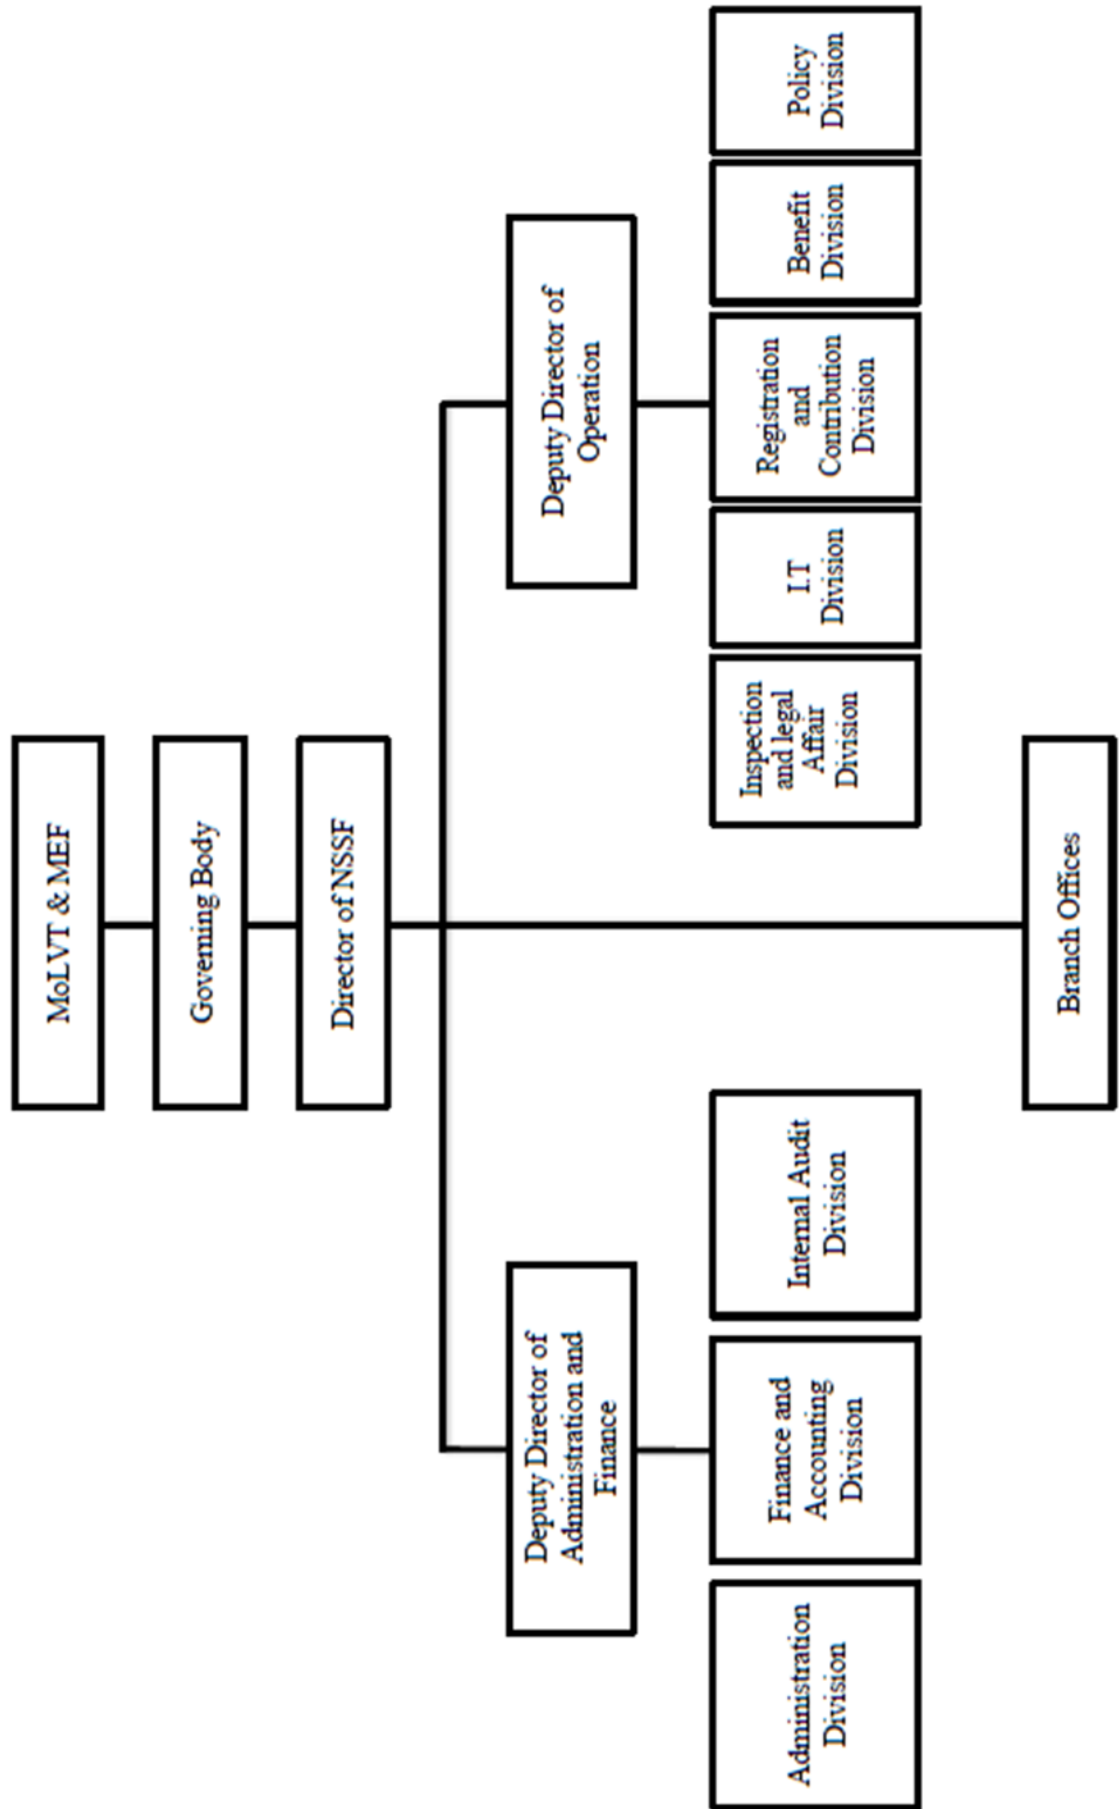 MoLVT & MEF
Governing Body
Director of NSSF
Deputy Director of
Administration and
Finance
Deputy Director of
Operation
Administration
Division
Finance and
Accounting
Division
Internal Audit
Division
Inspection
and legal
Affair
Division
I.T
Division
Registration
and
Contribution
Division
Benefit
Division
Policy
Division
Branch Offices